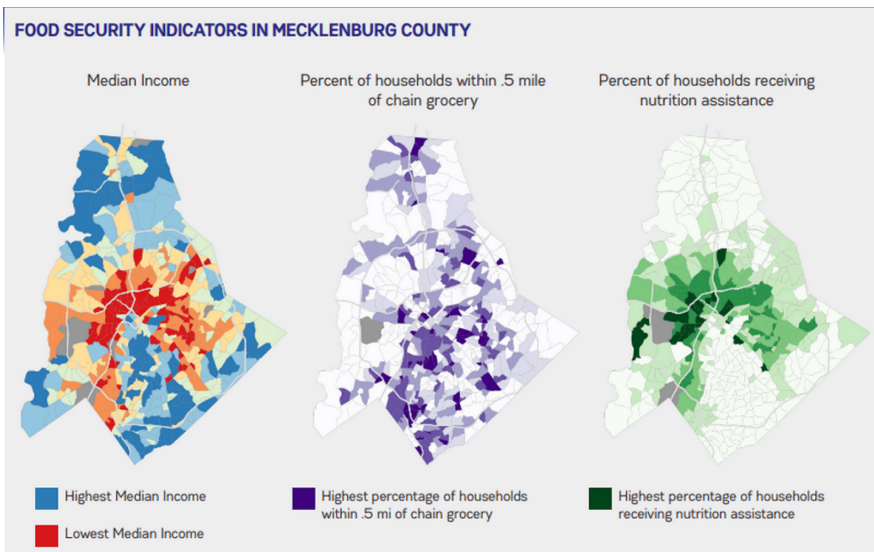 FOOD SECURITY INDICATORS IN MECKLENBURG COUNTY
Median Income
Percent of households within .5 mile
of chain grocery
Percent of households receiving
nutrition assistance
Highest Median Income
Lowest Median Income
Highest percentage of households
within .5 mi of chain grocery
Highest percentage of households
receiving nutrition assistance